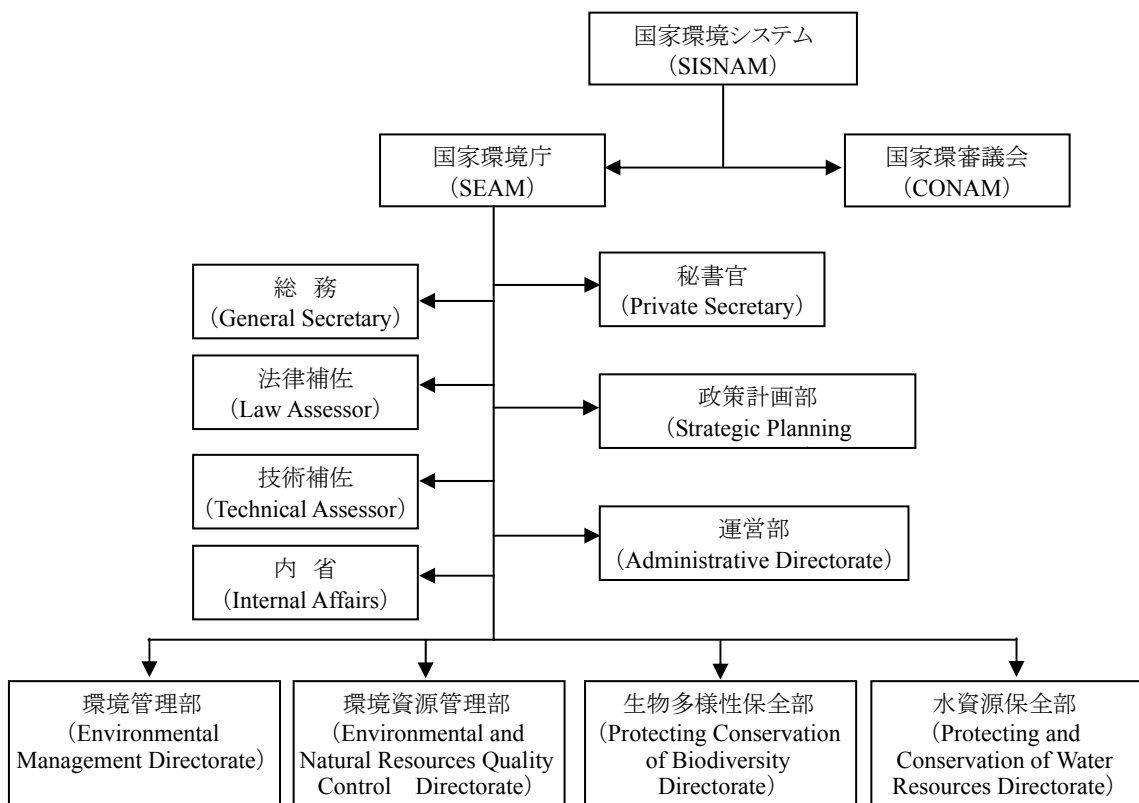 国家環境システム
（SISNAM）
国家環境庁
（SEAM）
国家環審議会
（CONAM）
総 務
（General Secretary）
秘書官
（Private Secretary）
法律補佐
（Law Assessor）
政策計画部
（Strategic Planning
技術補佐
（Technical Assessor）
運営部
（Administrative Directorate）
内 省
（Internal Affairs）
環境管理部
（Environmental
Management Directorate）
環境資源管理部
（Environmental and
Natural Resources Quality
Control Directorate）
生物多様性保全部
（Protecting Conservation
of Biodiversity
Directorate）
水資源保全部
（Protecting and
Conservation of Water
Resources Directorate）